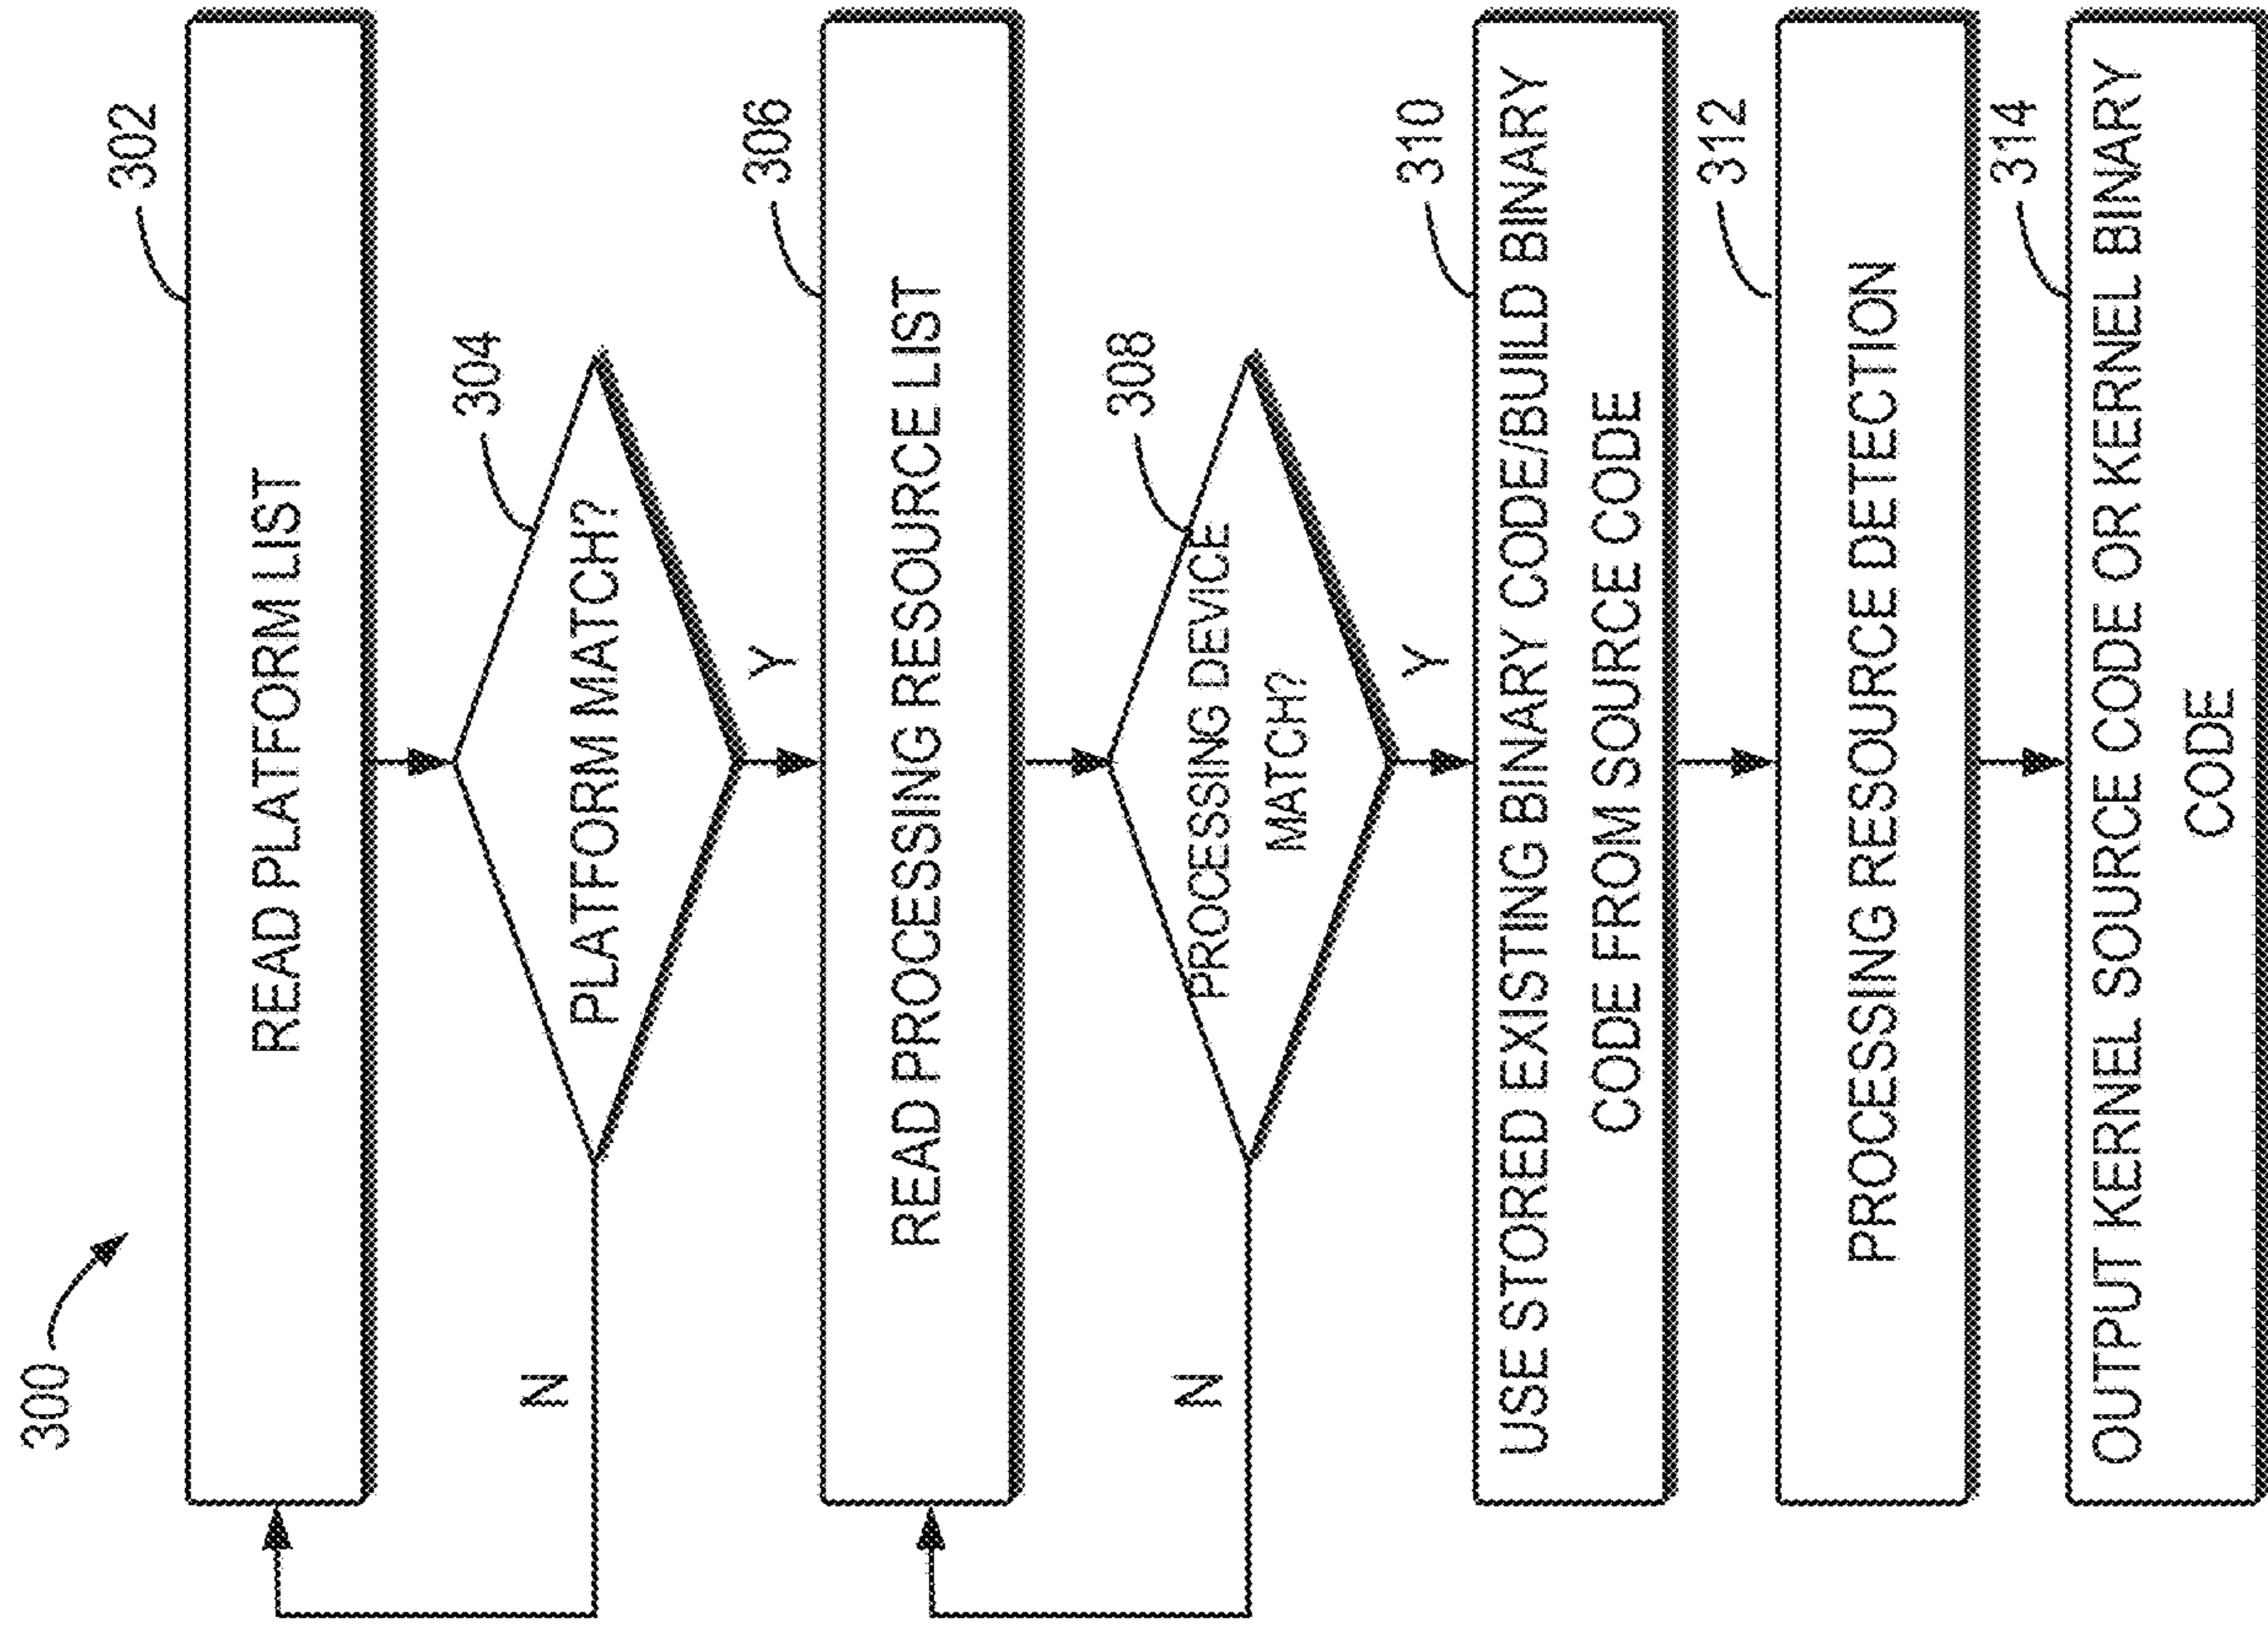 300
302
READ PLATFORM LIST
304
PLATFORM MATCH?
N
Y
306
READ PROCESSING RESOURCE LIST
308
PROCESSING DEVICE
MATCH?
N
Y
310
USE STORED EXISTING BINARY CODE/BUILD BINARY
CODE FROM SOURCE CODE
312
PROCESSING RESOURCE DETECTION
314
OUTPUT KERNEL SOURCE CODE OR KERNEL BINARY
CODE